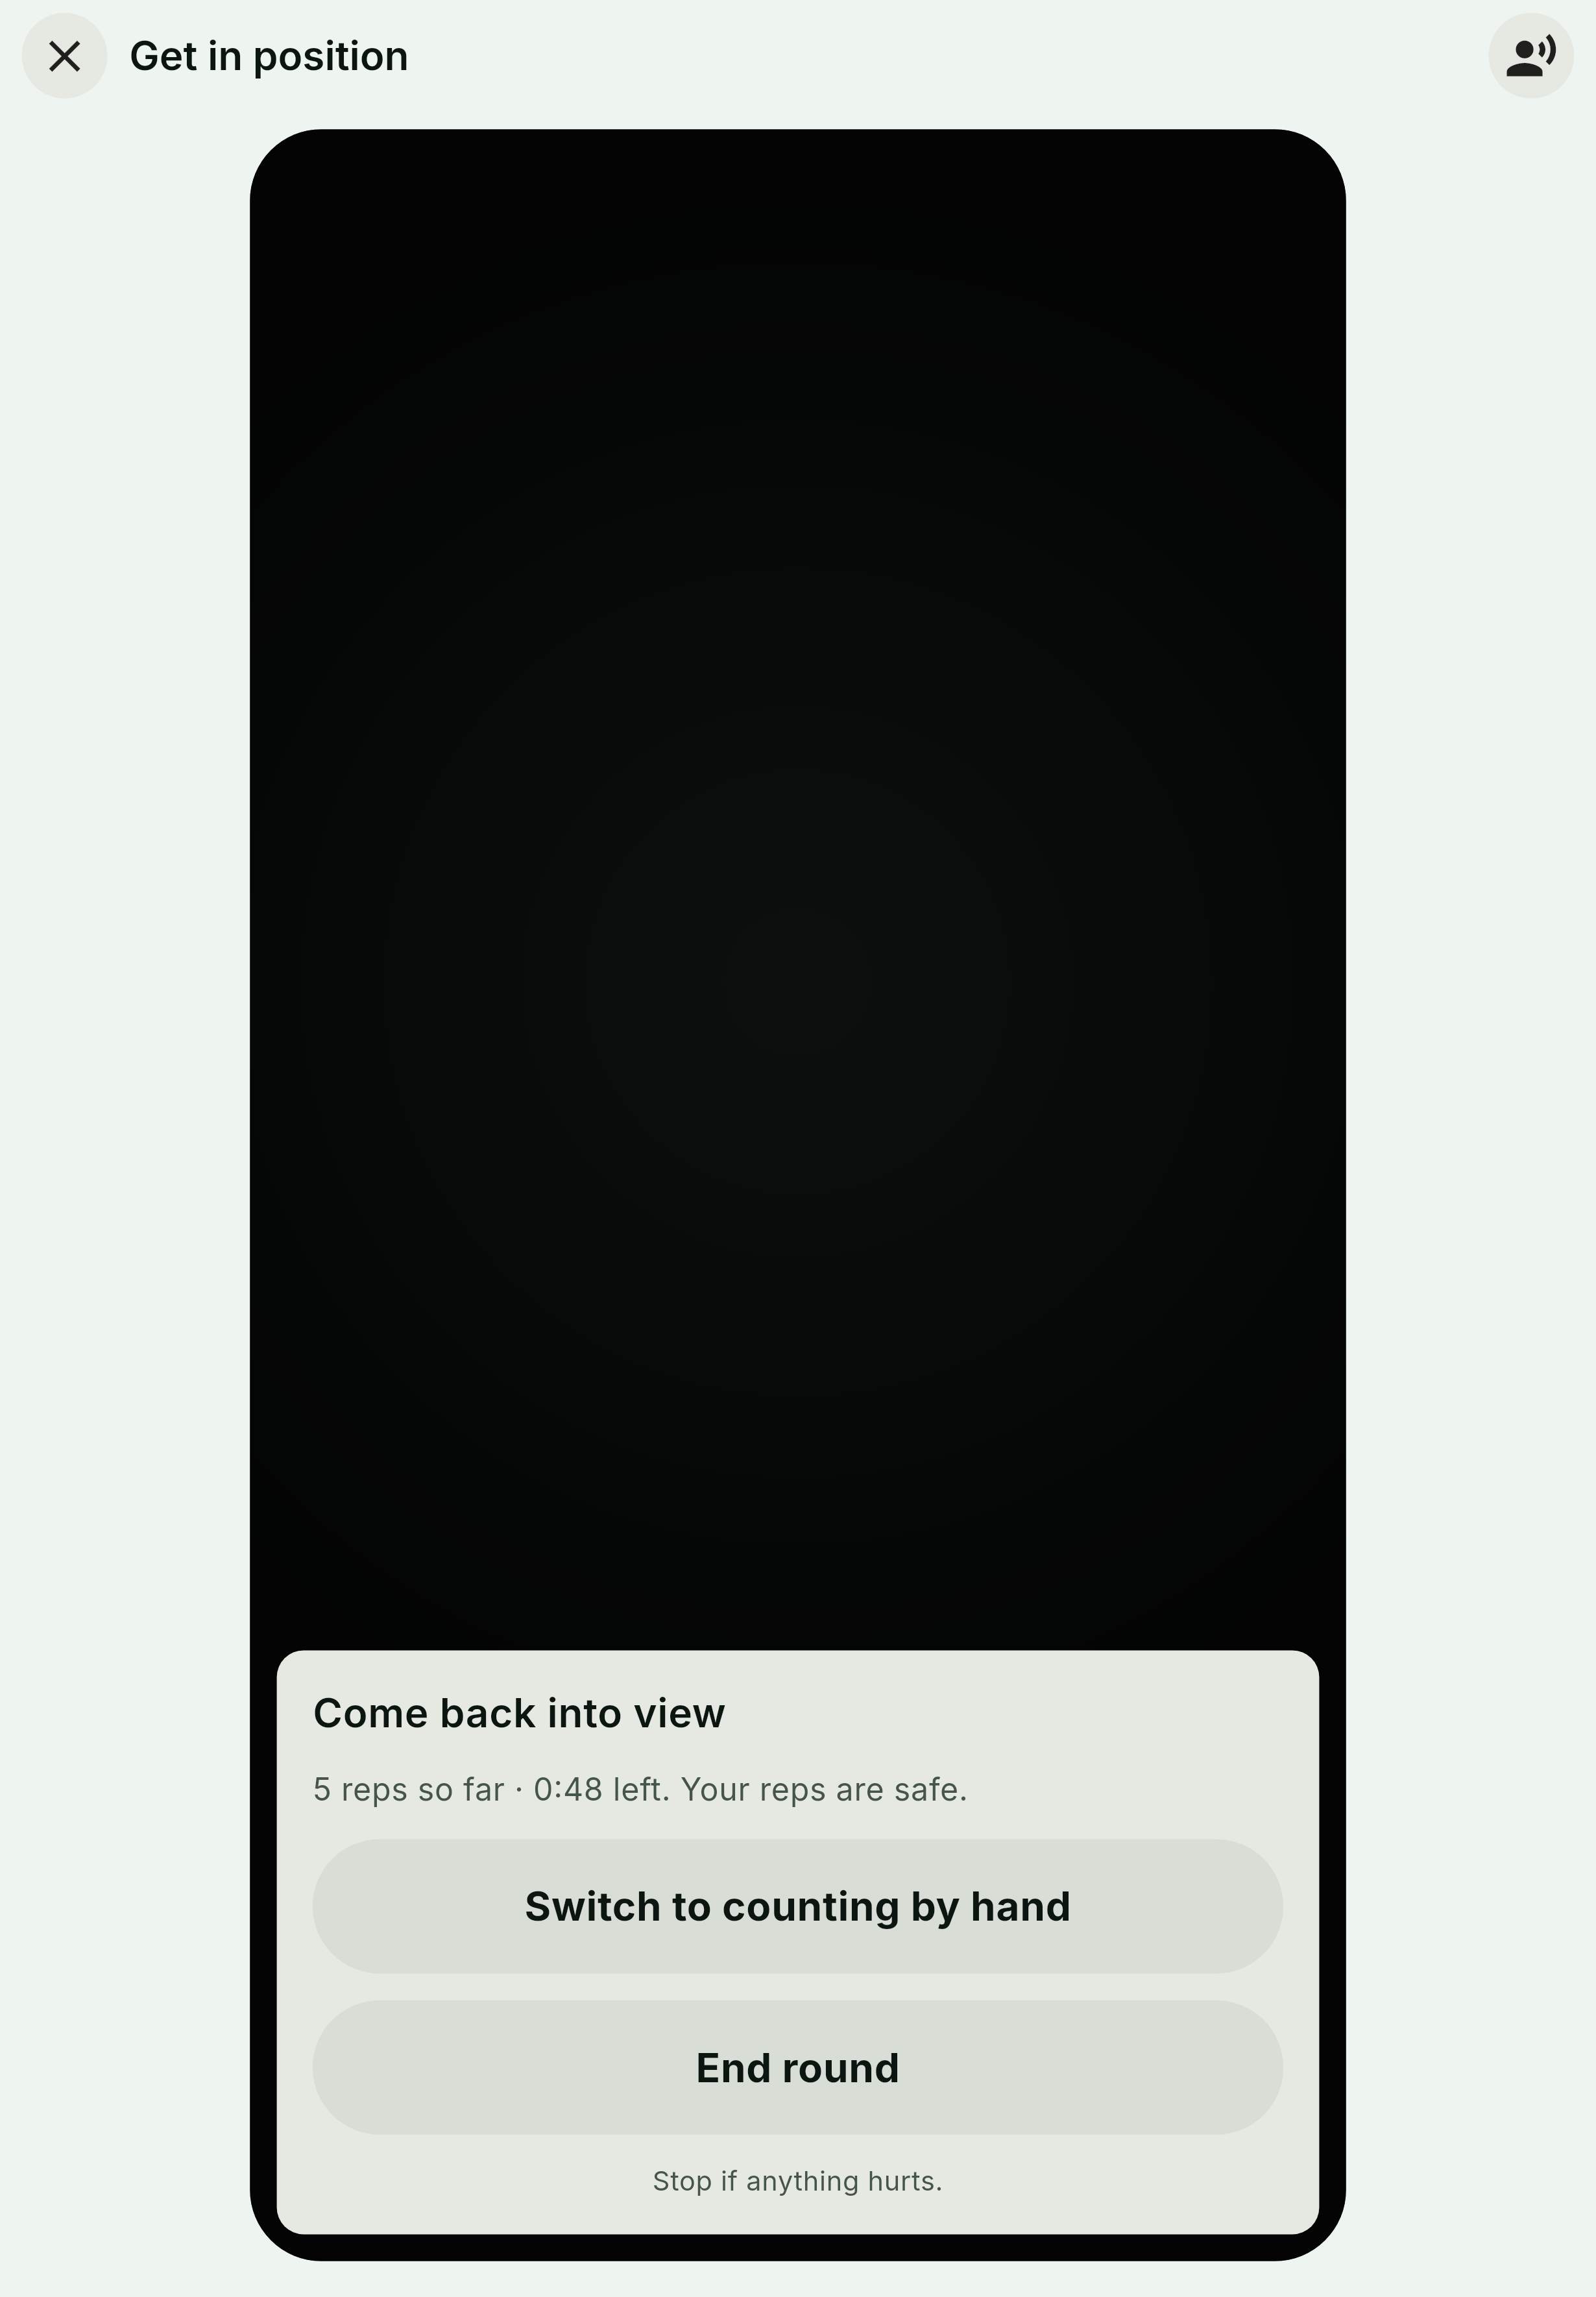 Get in position
Come back into view
5 reps so far · 0:48 left. Your reps are safe.
Switch to counting by hand
End round
Stop if anything hurts.